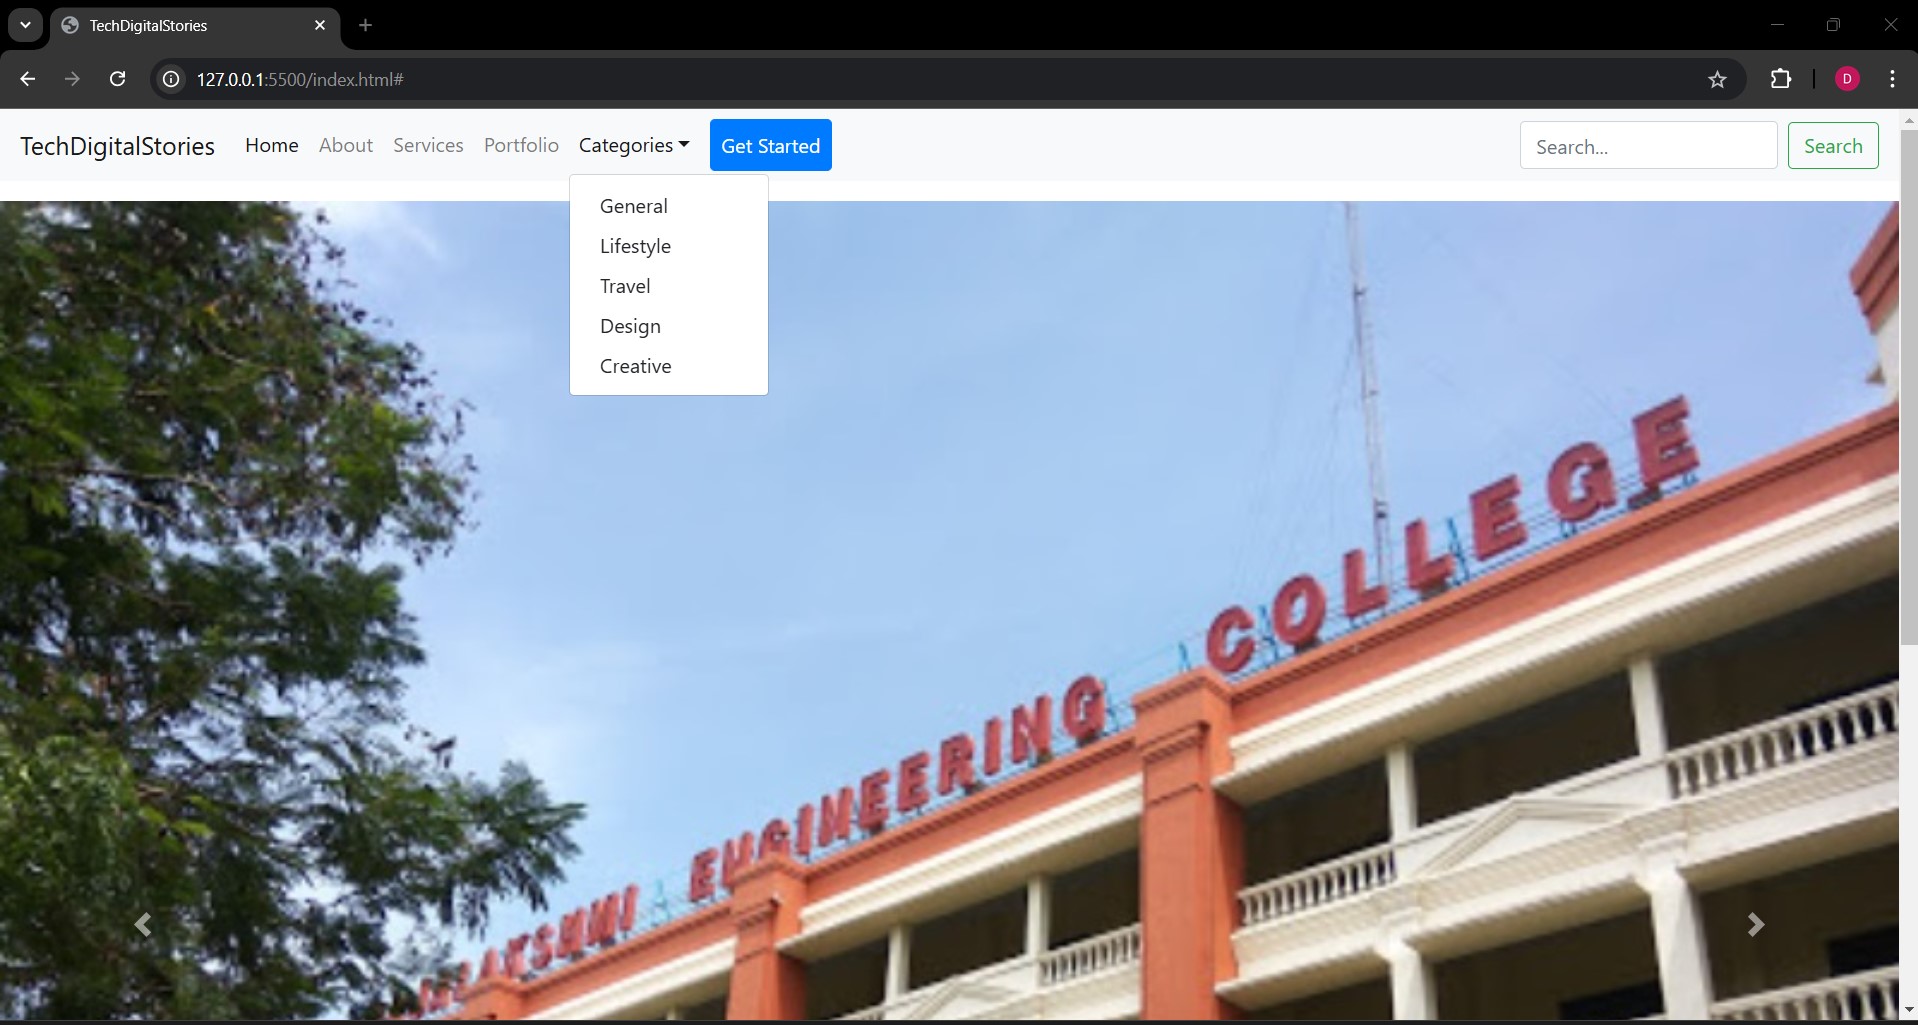 TechDigitalStories
127.0.0.1:5500/index.html#
D
TechDigitalStories Home About Services Portfolio Categories Get Started Search... Search
General
Lifestyle
Travel
Design
Creative
LAKSHMI ENGINEERING COLLEGE